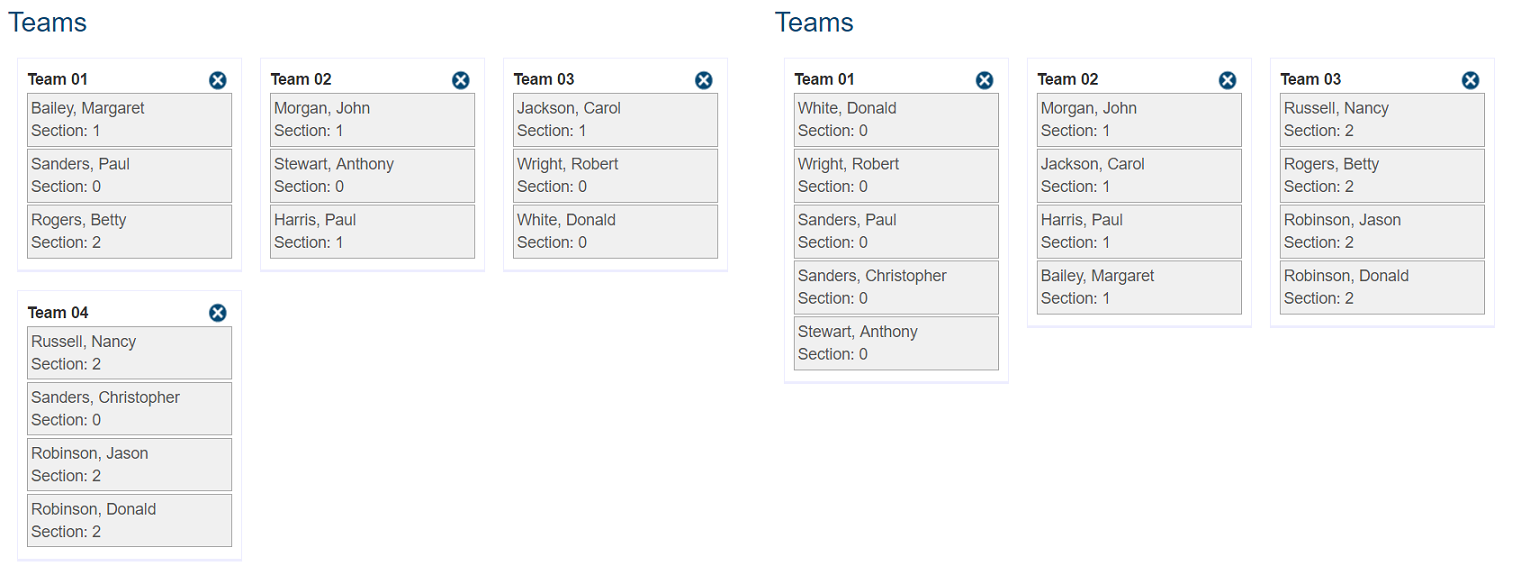 Teams
Team 01
Bailey, Margaret
Section: 1
Sanders, Paul
Section: 0
Rogers, Betty
Section: 2
Team 02
Morgan, John
Section: 1
Stewart, Anthony
Section: 0
Harris, Paul
Section: 1
Team 03
Jackson, Carol
Section: 1
Wright, Robert
Section: 0
White, Donald
Section: 0
Team 04
Russell, Nancy
Section: 2
Sanders, Christopher
Section: 0
Robinson, Jason
Section: 2
Robinson, Donald
Section: 2
Teams
Team 01
White, Donald
Section: 0
Wright, Robert
Section: 0
Sanders, Paul
Section: 0
Sanders, Christopher
Section: 0
Stewart, Anthony
Section: 0
Team 02
Morgan, John
Section: 1
Jackson, Carol
Section: 1
Harris, Paul
Section: 1
Bailey, Margaret
Section: 1
Team 03
Russell, Nancy
Section: 2
Rogers, Betty
Section: 2
Robinson, Jason
Section: 2
Robinson, Donald
Section: 2